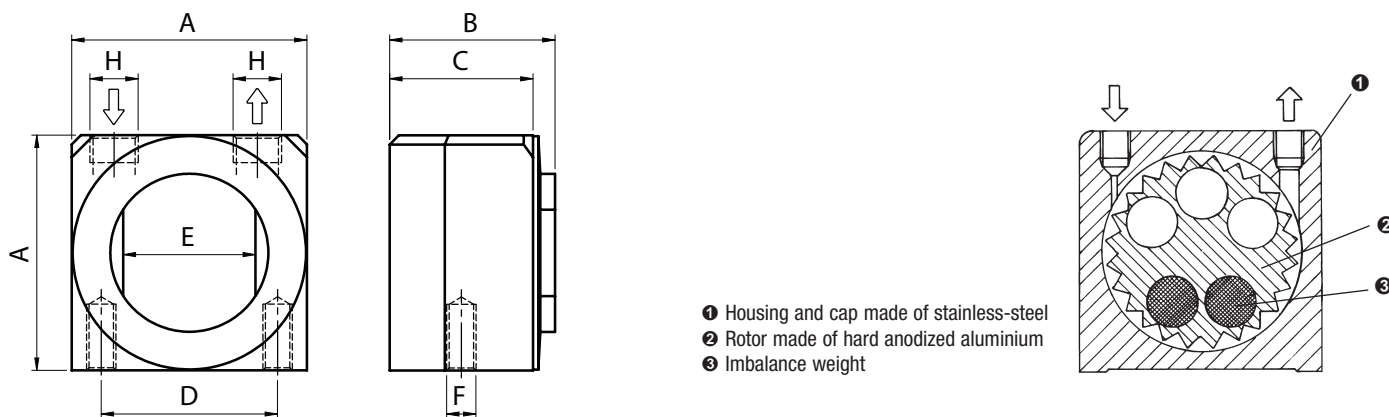 A
H H
A
E
D
B
C
F
❶ Housing and cap made of stainless-steel
❷ Rotor made of hard anodized aluminium
❸ Imbalance weight
❶
❷
❸